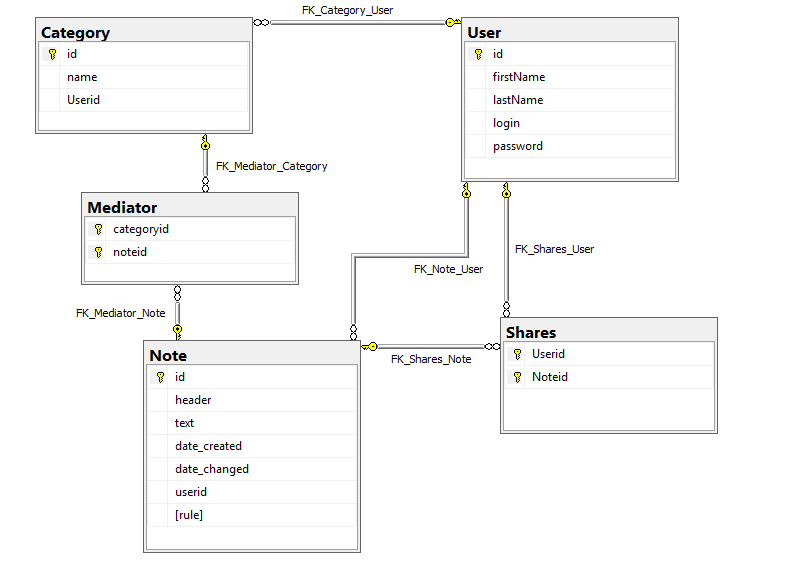 FK_Category_User
Category
id
name
Userid
User
id
firstName
lastName
login
password
FK_Mediator_Category
Mediator
categoryid
noteid
FK_Shares_User
FK_Note_User
FK_Mediator_Note
Note
id
header
text
date_created
date_changed
userid
[rule]
FK_Shares_Note
Shares
Userid
Noteid